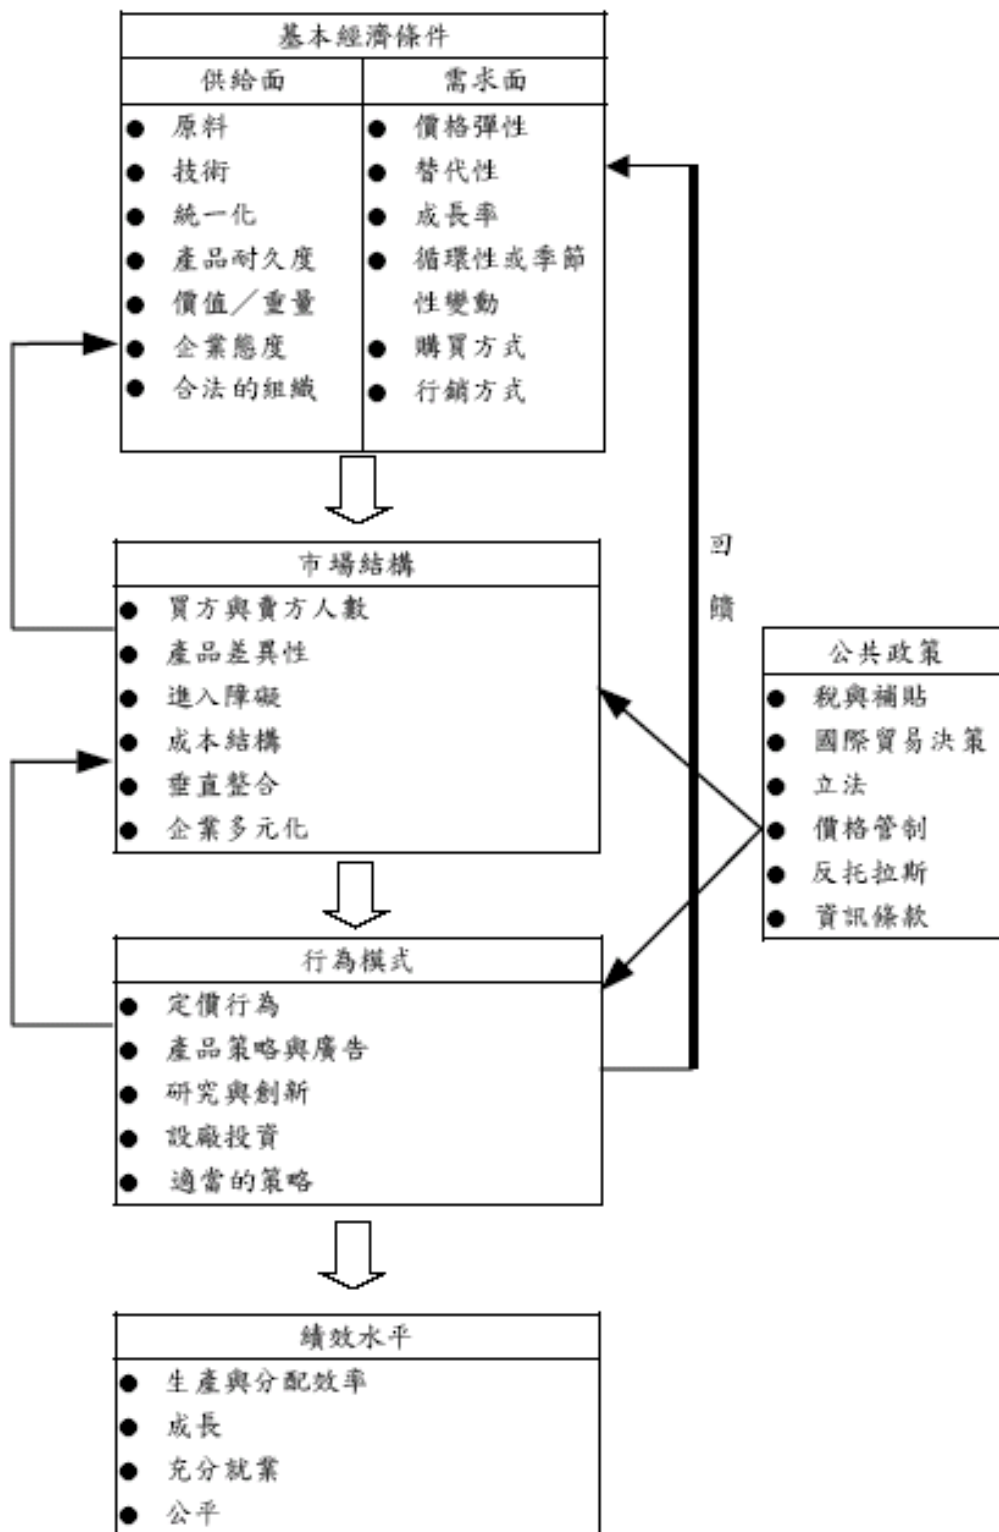 基本經濟條件
供給面
需求面
原料
技術
統一化
產品耐久度
價值／重量
企業態度
合法的組織
價格彈性
替代性
成長率
循環性或季節
性變動
購買方式
行銷方式
市場結構
買方與賣方人數
產品差異性
進入障礙
成本結構
垂直整合
企業多元化
回
饋
公共政策
稅與補貼
國際貿易決策
立法
價格管制
反托拉斯
資訊條款
行為模式
定價行為
產品策略與廣告
研究與創新
設廠投資
適當的策略
績效水平
生產與分配效率
成長
充分就業
公平